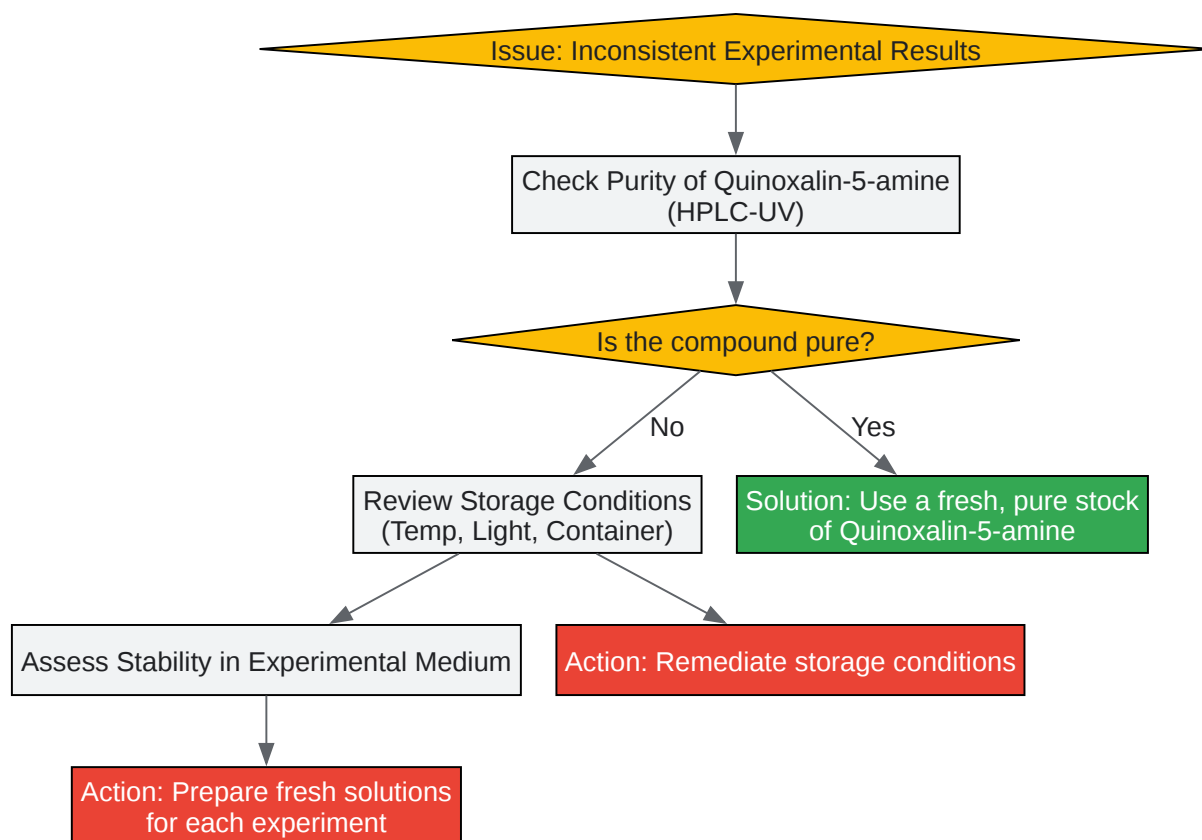 Issue: Inconsistent Experimental Results
Check Purity of Quinoxalin-5-amine
(HPLC-UV)
Is the compound pure?
No
Yes
Review Storage Conditions
(Temp, Light, Container)
Solution: Use a fresh, pure stock
of Quinoxalin-5-amine
Assess Stability in Experimental Medium
Action: Remediate storage conditions
Action: Prepare fresh solutions
for each experiment